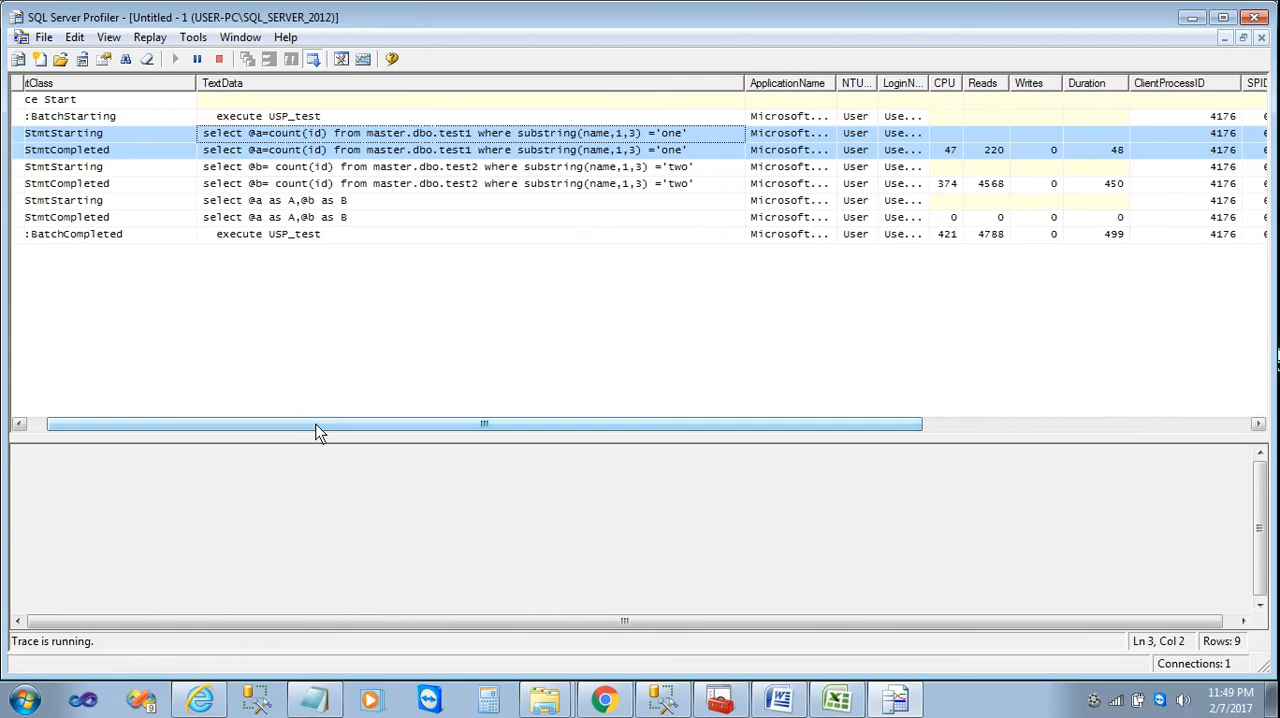 SQL Server Profiler - [Untitled - 1 (USER-PC\SQL_SERVER_2012)]
File Edit View Replay Tools Window Help
tClass TextData ApplicationName NTU... LoginN... CPU Reads Writes Duration ClientProcessID SPID
ce Start
:BatchStarting execute USP_test Microsoft... User Use... 4176 6
StmtStarting select @a=count(id) from master.dbo.test1 where substring(name,1,3) ='one' Microsoft... User Use... 4176 6
StmtCompleted select @a=count(id) from master.dbo.test1 where substring(name,1,3) ='one' Microsoft... User Use... 47 220 0 48 4176 6
StmtStarting select @b= count(id) from master.dbo.test2 where substring(name,1,3) ='two' Microsoft... User Use... 4176 6
StmtCompleted select @b= count(id) from master.dbo.test2 where substring(name,1,3) ='two' Microsoft... User Use... 374 4568 0 450 4176 6
StmtStarting select @a as A,@b as B Microsoft... User Use... 4176 6
StmtCompleted select @a as A,@b as B Microsoft... User Use... 0 0 0 0 4176 6
:BatchCompleted execute USP_test Microsoft... User Use... 421 4788 0 499 4176 6
Trace is running. Ln 3, Col 2 Rows: 9
Connections: 1
11:49 PM
2/7/2017